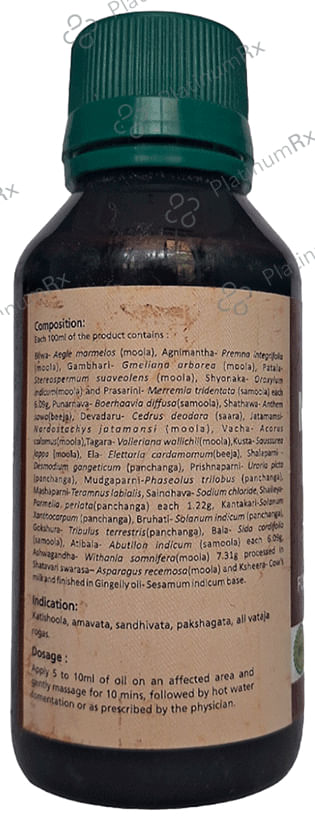 Composition:
Each 100ml of the product contains :
Bilwa- Aegle marmelos (moola), Agnimantha- Premna integrifolia
(moola), Gambhari- Gmeliana arborea (moola), Patala-
Stereospermum suaveolens (moola), Shyonaka- Oroxylum
indicum(moola) and Prasarini- Merremia tridentata (samoola) each
6.09g, Punarnava- Boerhaavia diffusa(samoola), Shathawa- Anthem
sowa(beeja), Devadaru- Cedrus deodara (saara), Jatamamsi-
Nardostachys jatamansi (moola), Vacha- Acorus
calamus(moola),Tagara- Valleriana wallichii(moola),Kusta- Saussurea
lappa (moola), Ela- Elettaria cardamomum(beeja), Shalaparni -
Desmodium gangeticum (panchanga), Prishnaparni- Uraria picta
(panchanga), Mudgaparni-Phaseolus trilobus (panchanga),
Mashaparni-Teramnus labialis, Saindhava- Sodium chloride, Shaileya-
Parmelia perlata(panchanga) each 1.22g, Kantakari-Solanum
Xanthocarpum (panchanga), Bruhati- Solanum indicum (panchanga),
Gokshura- Tribulus terrestris(panchanga), Bala- Sida cordifolia
(samoola), Atibala- Abutilon indicum (samoola) each 6.09g,
Ashwagandha- Withania somnifera(moola) 7.31g processed in
Shatavari swarasa– Asparagus recemosa(moola) and Ksheera- Cow's
milk and finished in Gingelly oil- Sesamum indicum base.
Indication:
Katishoola, amavata, sandhivata, pakshagata, all vataja
rogas.
Dosage :
Apply 5 to 10ml of oil on an affected area and
gently massage for 10 mins, followed by hot water
fomentation or as prescribed by the physician.
PlatinumRx
PlatinumRx